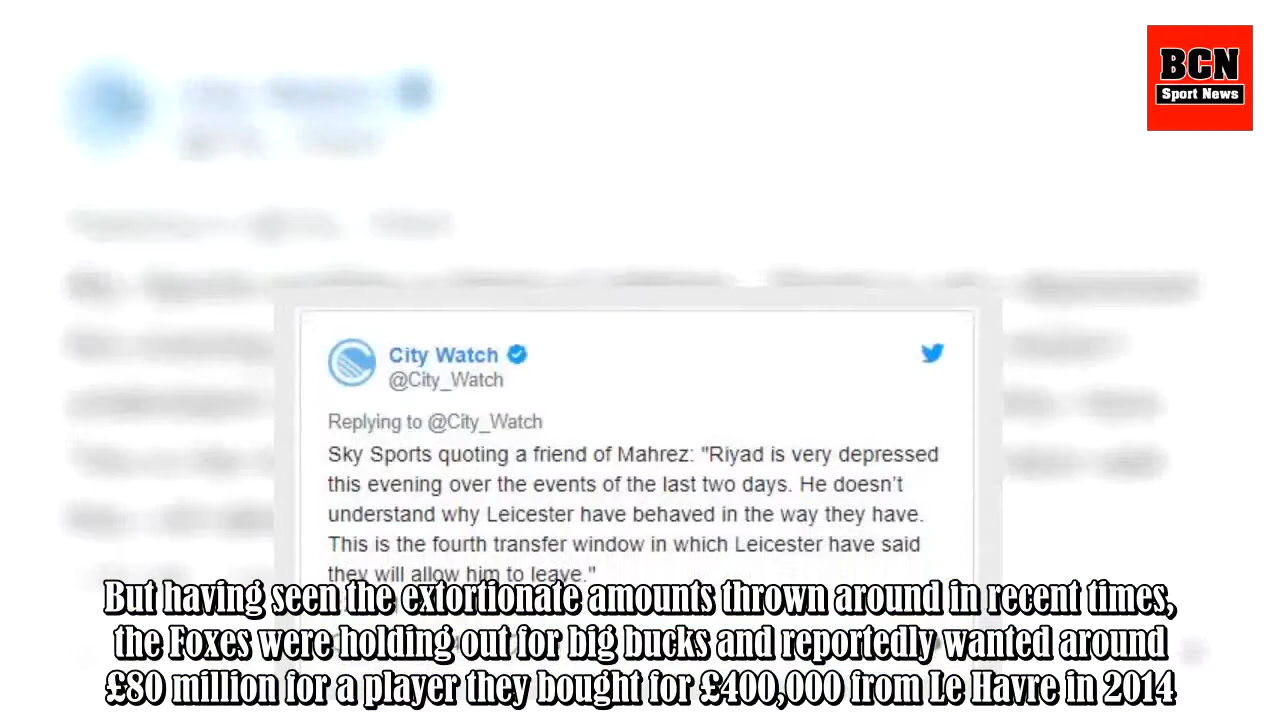 BCN
Sport News
City Watch
@City_Watch
Replying to @City_Watch
Sky Sports quoting a friend of Mahrez: "Riyad is very depressed
this evening over the events of the last two days. He doesn't
understand why Leicester have behaved in the way they have.
This is the fourth transfer window in which Leicester have said
they will allow him to leave."
But having seen the extortionate amounts thrown around in recent times,
the Foxes were holding out for big bucks and reportedly wanted around
£80 million for a player they bought for £400,000 from Le Havre in 2014